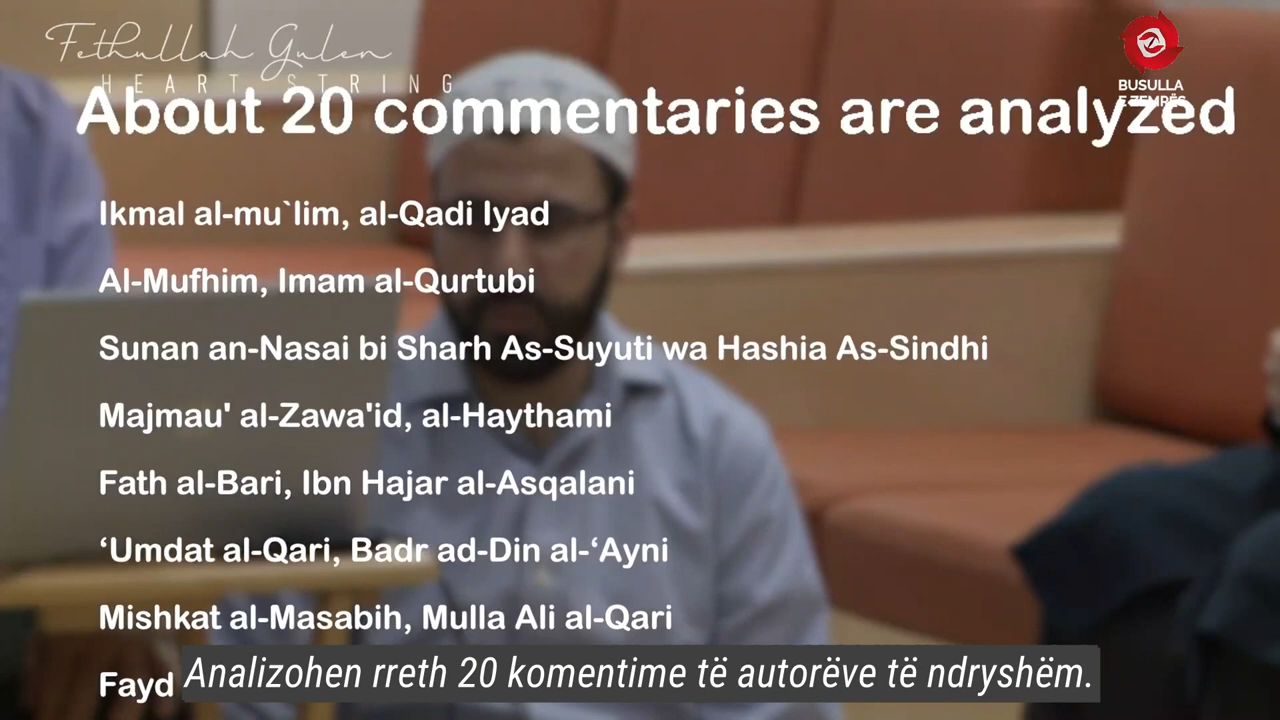 Fethullah Gulen
HEART STRING
BUSULLA
E ZEMRËS
About 20 commentaries are analyzed
Ikmal al-mu`lim, al-Qadi Iyad
Al-Mufhim, Imam al-Qurtubi
Sunan an-Nasai bi Sharh As-Suyuti wa Hashia As-Sindhi
Majmau' al-Zawa'id, al-Haythami
Fath al-Bari, Ibn Hajar al-Asqalani
‘Umdat al-Qari, Badr ad-Din al-‘Ayni
Mishkat al-Masabih, Mulla Ali al-Qari
Fayd
Analizohen rreth 20 komentime të autorëve të ndryshëm.